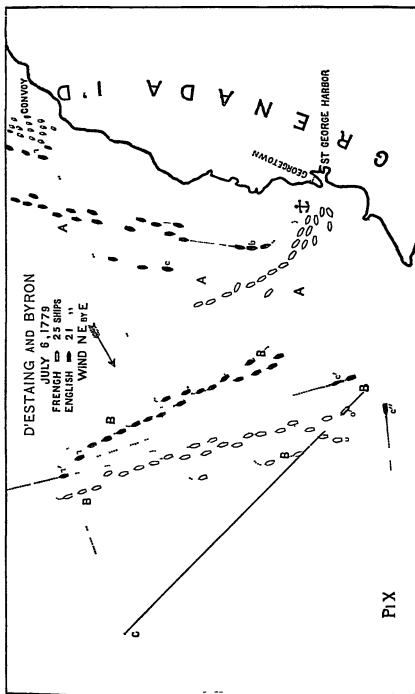 D'ESTAING AND BYRON
JULY 6, 1779
FRENCH 25 SHIPS
ENGLISH 21 "
WIND NE BY E
CONVOY
GRENADA I'D
GEORGETOWN
ST GEORGE HARBOR
A
A
A
b
c
B
B
B
B
B
C
c'
c"
Pl X